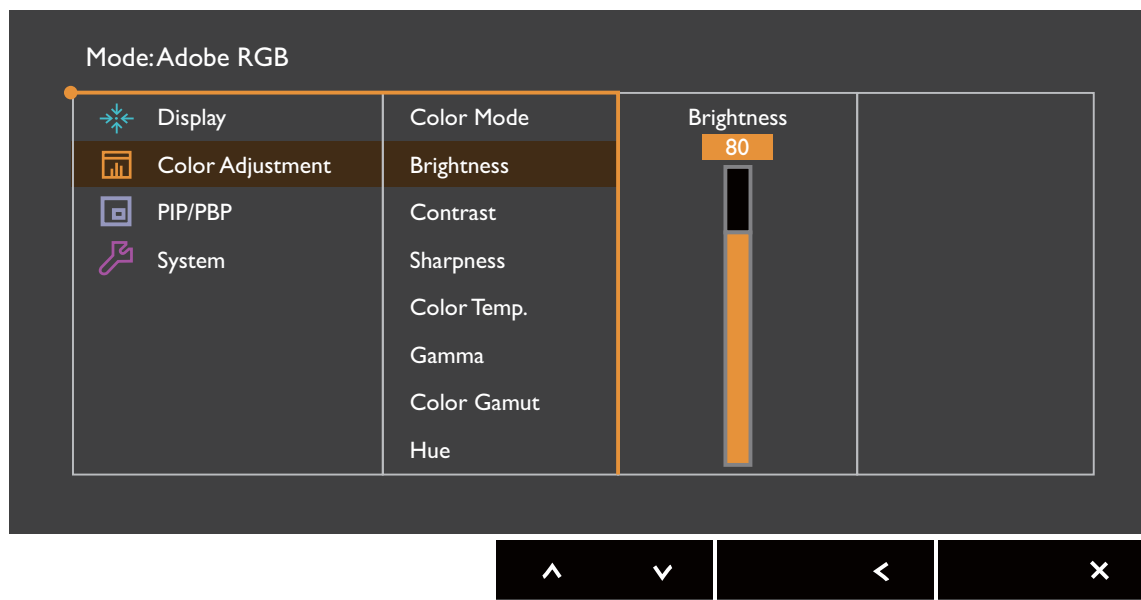 Mode: Adobe RGB
Display
Color Adjustment
PIP/PBP
System
Color Mode
Brightness
Contrast
Sharpness
Color Temp.
Gamma
Color Gamut
Hue
Brightness
80